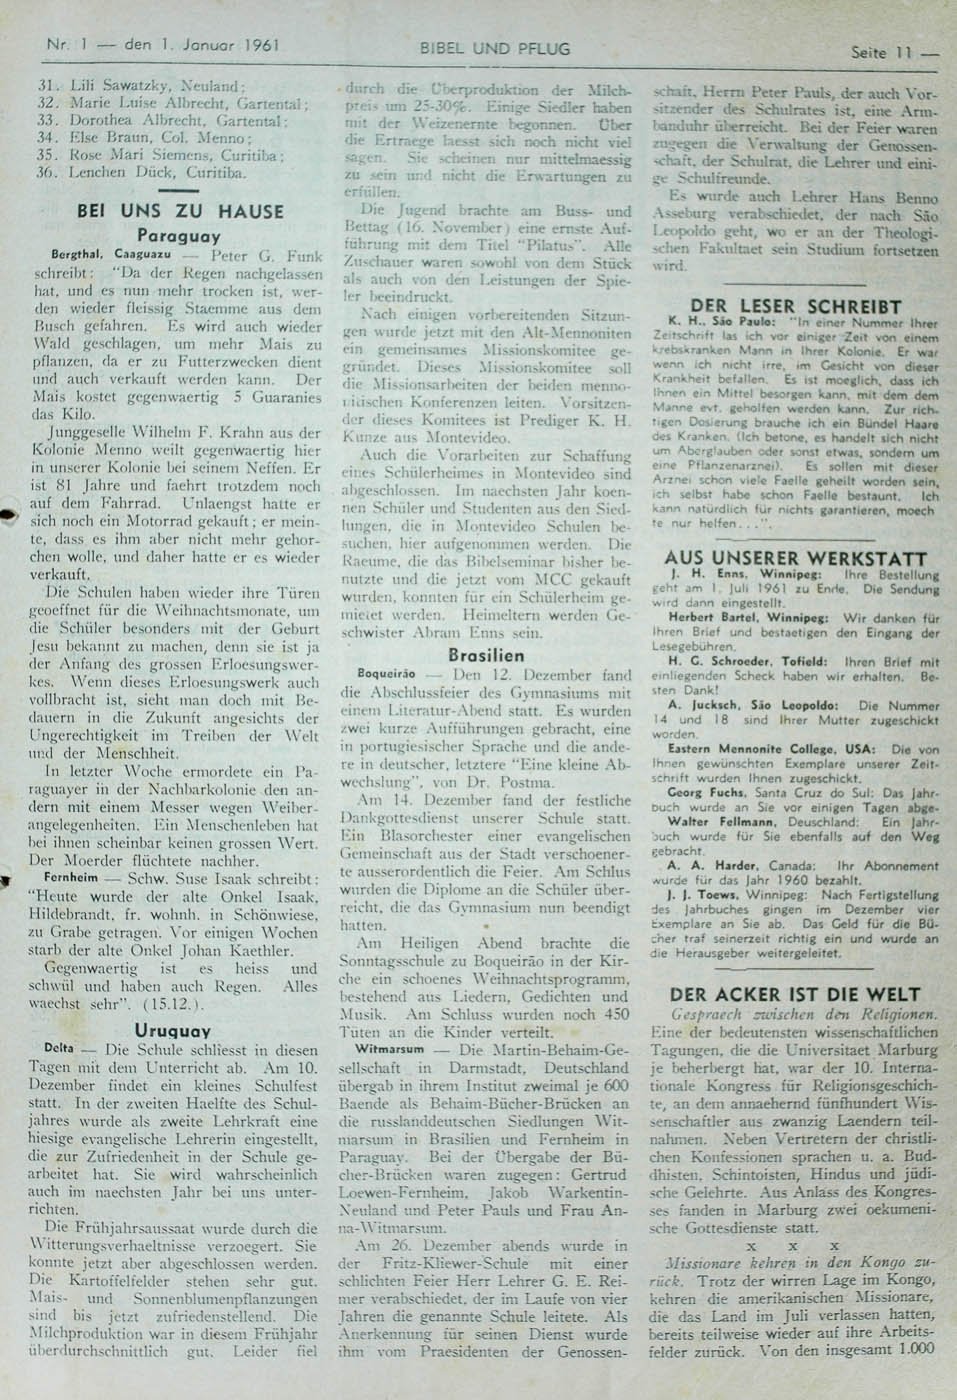 Nr. 1 — den 1. Januar 1961
BIBEL UND PFLUG
Seite 11 —
31. Lili Sawatzky, Neuland;
32. Marie Luise Albrecht, Gartental;
33. Dorothea Albrecht, Gartental;
34. Else Braun, Col. Menno;
35. Rose Mari Siemens, Curitiba;
36. Lenchen Dück, Curitiba.
BEI UNS ZU HAUSE
Paraguay
Bergthal, Caaguazu — Peter G. Funk
schreibt: "Da der Regen nachgelassen
hat, und es nun mehr trocken ist, wer-
den wieder fleissig Staemme aus dem
Busch gefahren. Es wird auch wieder
Wald geschlagen, um mehr Mais zu
pflanzen, da er zu Futterzwecken dient
und auch verkauft werden kann. Der
Mais kostet gegenwaertig 5 Guaranies
das Kilo.
Junggeselle Wilhelm F. Krahn aus der
Kolonie Menno weilt gegenwaertig hier
in unserer Kolonie bei seinem Neffen. Er
ist 81 Jahre und faehrt trotzdem noch
auf dem Fahrrad. Unlaengst hatte er
sich noch ein Motorrad gekauft; er mein-
te, dass es ihm aber nicht mehr gehor-
chen wolle, und daher hatte er es wieder
verkauft.
Die Schulen haben wieder ihre Türen
geoeffnet für die Weihnachtsmonate, um
die Schüler besonders mit der Geburt
Jesu bekannt zu machen, denn sie ist ja
der Anfang des grossen Erloesungswer-
kes. Wenn dieses Erloesungswerk auch
vollbracht ist, sieht man doch mit Be-
dauern in die Zukunft angesichts der
Ungerechtigkeit im Treiben der Welt
und der Menschheit.
In letzter Woche ermordete ein Pa-
raguayer in der Nachbarkolonie den an-
dern mit einem Messer wegen Weiber-
angelegenheiten. Ein Menschenleben hat
bei ihnen scheinbar keinen grossen Wert.
Der Moerder flüchtete nachher.
Fernheim — Schw. Suse Isaak schreibt:
"Heute wurde der alte Onkel Isaak,
Hildebrandt, fr. wohnh. in Schönwiese,
zu Grabe getragen. Vor einigen Wochen
starb der alte Onkel Johan Kaethler.
Gegenwaertig ist es heiss und
schwül und haben auch Regen. Alles
waechst sehr". (15.12.).
Uruguay
Delta — Die Schule schliesst in diesen
Tagen mit dem Unterricht ab. Am 10.
Dezember findet ein kleines Schulfest
statt. In der zweiten Haelfte des Schul-
jahres wurde als zweite Lehrkraft eine
hiesige evangelische Lehrerin eingestellt,
die zur Zufriedenheit in der Schule ge-
arbeitet hat. Sie wird wahrscheinlich
auch im naechsten Jahr bei uns unter-
richten.
Die Frühjahrsaussaat wurde durch die
Witterungsverhaeltnisse verzoegert. Sie
konnte jetzt aber abgeschlossen werden.
Die Kartoffelfelder stehen sehr gut.
Mais- und Sonnenblumenpflanzungen
sind bis jetzt zufriedenstellend. Die
Milchproduktion war in diesem Frühjahr
überdurchschnittlich gut. Leider fiel
durch die Überproduktion der Milch-
preis um 25-30%. Einige Siedler haben
mit der Weizenernte begonnen. Über
die Ertraege laesst sich noch nicht viel
sagen. Sie scheinen nur mittelmaessig
zu sein und nicht die Erwartungen zu
erfüllen.
Die Jugend brachte am Buss- und
Bettag (16. November) eine ernste Auf-
führung mit dem Titel "Pilatus". Alle
Zuschauer waren sowohl von dem Stück
als auch von den Leistungen der Spie-
ler beeindruckt.
Nach einigen vorbereitenden Sitzun-
gen wurde jetzt mit den Alt-Mennoniten
ein gemeinsames Missionskomitee ge-
gründet. Dieses Missionskomitee soll
die Missionsarbeiten der beiden menno-
nitischen Konferenzen leiten. Vorsitzen-
der dieses Komitees ist Prediger K. H.
Kunze aus Montevideo.
Auch die Vorarbeiten zur Schaffung
eines Schülerheimes in Montevideo sind
abgeschlossen. Im naechsten Jahr koen-
nen Schüler und Studenten aus den Sied-
lungen, die in Montevideo Schulen be-
suchen, hier aufgenommen werden. Die
Raeume, die das Bibelseminar bisher be-
nutzte und die jetzt vom MCC gekauft
wurden, konnten für ein Schülerheim ge-
mietet werden. Heimeltern werden Ge-
schwister Abram Enns sein.
Brasilien
Boqueirão — Den 12. Dezember fand
die Abschlussfeier des Gymnasiums mit
einem Literatur-Abend statt. Es wurden
zwei kurze Aufführungen gebracht, eine
in portugiesischer Sprache und die ande-
re in deutscher, letztere "Eine kleine Ab-
wechslung", von Dr. Postma.
Am 14. Dezember fand der festliche
Dankgottesdienst unserer Schule statt.
Ein Blasorchester einer evangelischen
Gemeinschaft aus der Stadt verschoener-
te ausserordentlich die Feier. Am Schlus
wurden die Diplome an die Schüler über-
reicht, die das Gymnasium nun beendigt
hatten.
Am Heiligen Abend brachte die
Sonntagsschule zu Boqueirão in der Kir-
che ein schoenes Weihnachtsprogramm,
bestehend aus Liedern, Gedichten und
Musik. Am Schluss wurden noch 450
Tüten an die Kinder verteilt.
Witmarsum — Die Martin-Behaim-Ge-
sellschaft in Darmstadt, Deutschland
übergab in ihrem Institut zweimal je 600
Baende als Behaim-Bücher-Brücken an
die russlanddeutschen Siedlungen Wit-
marsum in Brasilien und Fernheim in
Paraguay. Bei der Übergabe der Bü-
cher-Brücken waren zugegen: Gertrud
Loewen-Fernheim, Jakob Warkentin-
Neuland und Peter Pauls und Frau An-
na-Witmarsum.
Am 26. Dezember abends wurde in
der Fritz-Kliewer-Schule mit einer
schlichten Feier Herr Lehrer G. E. Rei-
mer verabschiedet, der im Laufe von vier
Jahren die genannte Schule leitete. Als
Anerkennung für seinen Dienst wurde
ihm vom Praesidenten der Genossen-
schaft, Herrn Peter Pauls, der auch Vor-
sitzender des Schulrates ist, eine Arm-
banduhr überreicht. Bei der Feier waren
zugegen die Verwaltung der Genossen-
schaft, der Schulrat, die Lehrer und eini-
ge Schulfreunde.
Es wurde auch Lehrer Hans Benno
Asseburg verabschiedet, der nach São
Leopoldo geht, wo er an der Theologi-
schen Fakultaet sein Studium fortsetzen
wird.
DER LESER SCHREIBT
K. H., São Paulo: "In einer Nummer Ihrer
Zeitschrift las ich vor einiger Zeit von einem
krebskranken Mann in Ihrer Kolonie. Er war
wenn ich nicht irre, im Gesicht von dieser
Krankheit befallen. Es ist moeglich, dass ich
Ihnen ein Mittel besorgen kann, mit dem dem
Manne evt. geholfen werden kann. Zur rich-
tigen Dosierung brauche ich ein Bündel Haare
des Kranken. (Ich betone, es handelt sich nicht
um Aberglauben oder sonst etwas, sondern um
eine Pflanzenarznei). Es sollen mit dieser
Arznei schon viele Faelle geheilt worden sein,
ich selbst habe schon Faelle bestaunt. Ich
kann natürdlich für nichts garantieren, moech
te nur helfen...".
AUS UNSERER WERKSTATT
J. H. Enns, Winnipeg: Ihre Bestellung
geht am 1. Juli 1961 zu Ende. Die Sendung
wird dann eingestellt.
Herbert Bartel, Winnipeg: Wir danken für
Ihren Brief und bestaetigen den Eingang der
Lesegebühren.
H. G. Schroeder, Tofield: Ihren Brief mit
einliegenden Scheck haben wir erhalten. Be-
sten Dank!
A. Jucksch, São Leopoldo: Die Nummer
14 und 18 sind Ihrer Mutter zugeschickt
worden.
Eastern Mennonite College, USA: Die von
Ihnen gewünschten Exemplare unserer Zeit-
schrift wurden Ihnen zugeschickt.
Georg Fuchs, Santa Cruz do Sul: Das Jahr-
buch wurde an Sie vor einigen Tagen abge-
Walter Fellmann, Deuschland: Ein Jahr-
buch wurde für Sie ebenfalls auf den Weg
gebracht.
A. A. Harder, Canada: Ihr Abonnement
wurde für das Jahr 1960 bezahlt.
J. J. Toews, Winnipeg: Nach Fertigstellung
des Jahrbuches gingen im Dezember vier
Exemplare an Sie ab. Das Geld für die Bü-
cher traf seinerzeit richtig ein und wurde an
die Herausgeber weitergeleitet.
DER ACKER IST DIE WELT
Gespraech zwischen den Religionen.
Eine der bedeutensten wissenschaftlichen
Tagungen, die die Universitaet Marburg
je beherbergt hat, war der 10. Interna-
tionale Kongress für Religionsgeschich-
te, an dem annaehernd fünfhundert Wis-
senschaftler aus zwanzig Laendern teil-
nahmen. Neben Vertretern der christli-
chen Konfessionen sprachen u. a. Bud-
dhisten, Schintoisten, Hindus und jüdi-
sche Gelehrte. Aus Anlass des Kongres-
ses fanden in Marburg zwei oekumeni-
sche Gottesdienste statt.
x x x
Missionare kehren in den Kongo zu-
rück. Trotz der wirren Lage im Kongo,
kehren die amerikanischen Missionare,
die das Land im Juli verlassen hatten,
bereits teilweise wieder auf ihre Arbeits-
felder zurück. Von den insgesamt 1.000